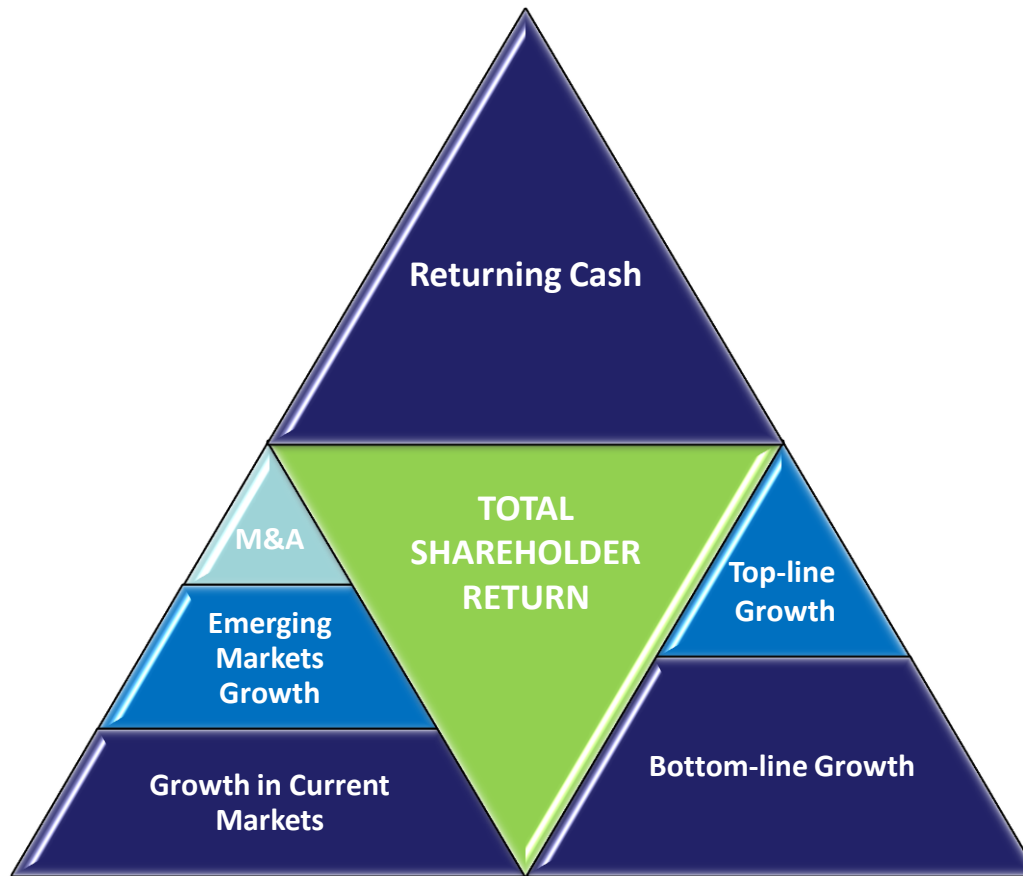 Returning Cash
M&A
Emerging
Markets
Growth
Growth in Current
Markets
TOTAL
SHAREHOLDER
RETURN
Top-line
Growth
Bottom-line Growth